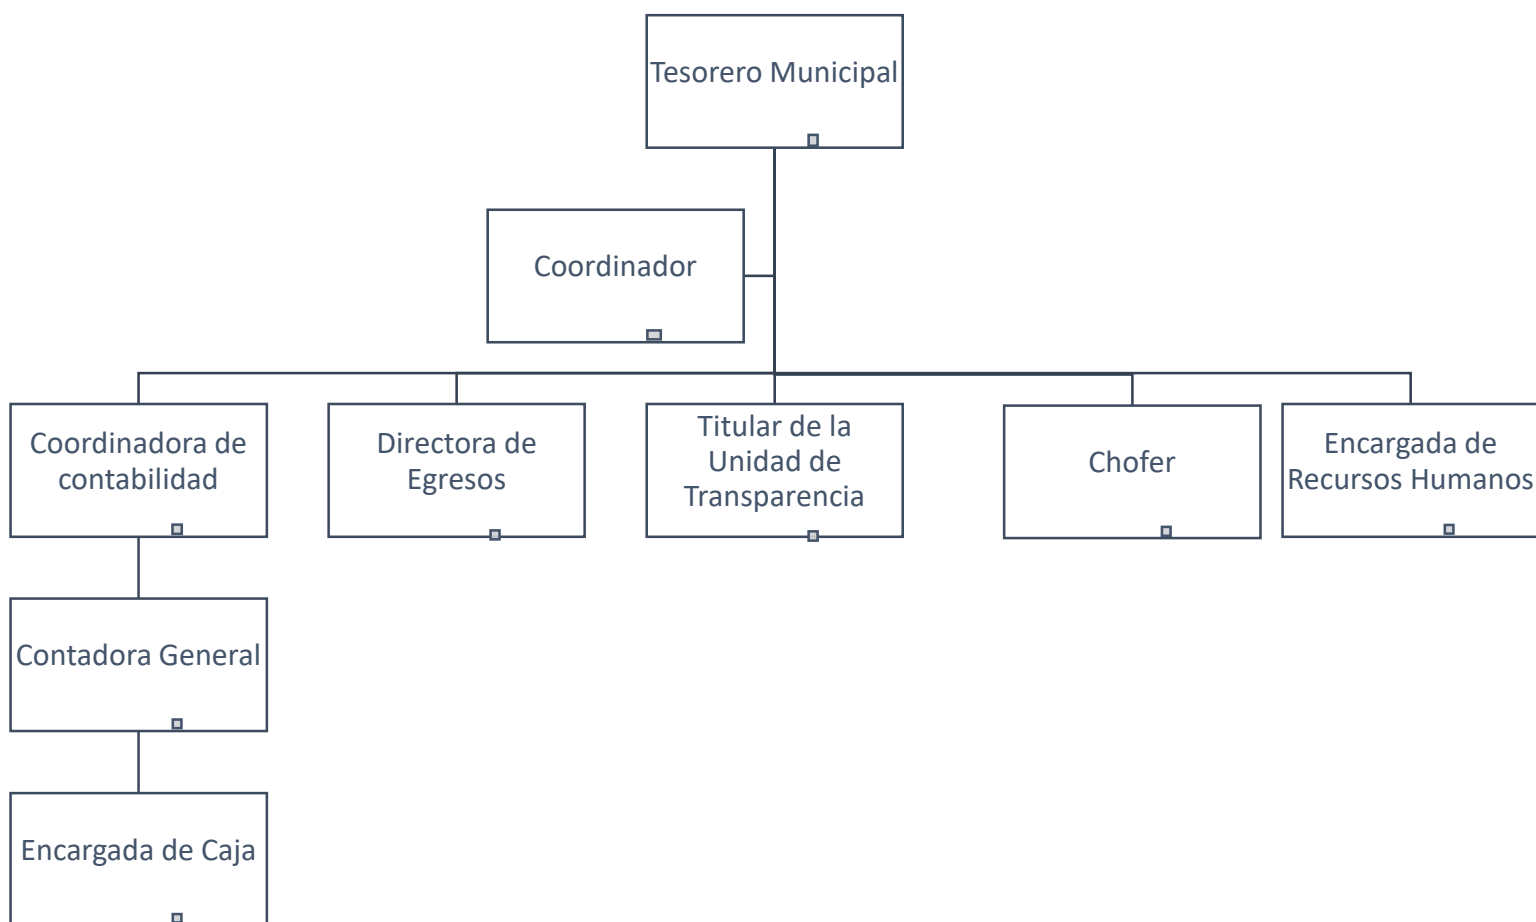 Tesorero Municipal
Coordinador
Coordinadora de
contabilidad
Directora de
Egresos
Titular de la
Unidad de
Transparencia
Chofer
Encargada de
Recursos Humanos
Contadora General
Encargada de Caja